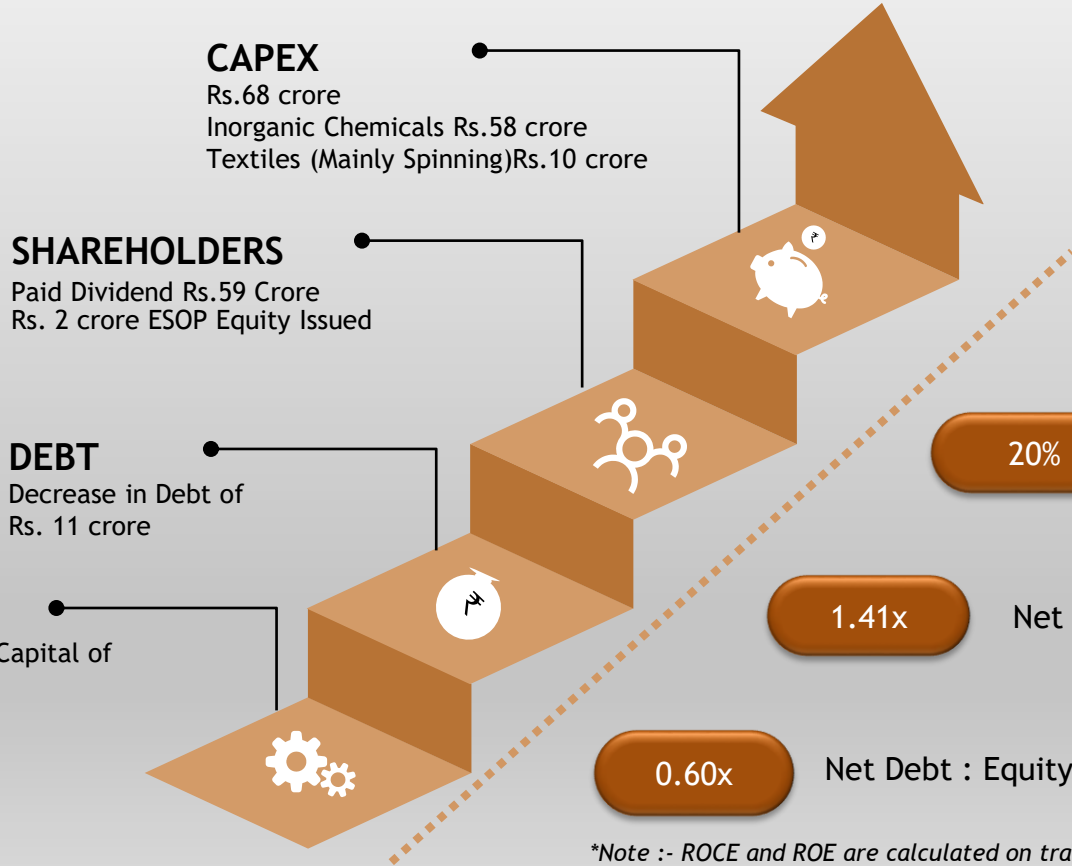 CAPEX
Rs.68 crore
Inorganic Chemicals Rs.58 crore
Textiles (Mainly Spinning)Rs.10 crore
SHAREHOLDERS
Paid Dividend Rs.59 Crore
Rs. 2 crore ESOP Equity Issued
DEBT
Decrease in Debt of
Rs. 11 crore
Capital of
20%
1.41x
Net
0.60x
Net Debt : Equity
*Note :- ROCE and ROE are calculated on tra